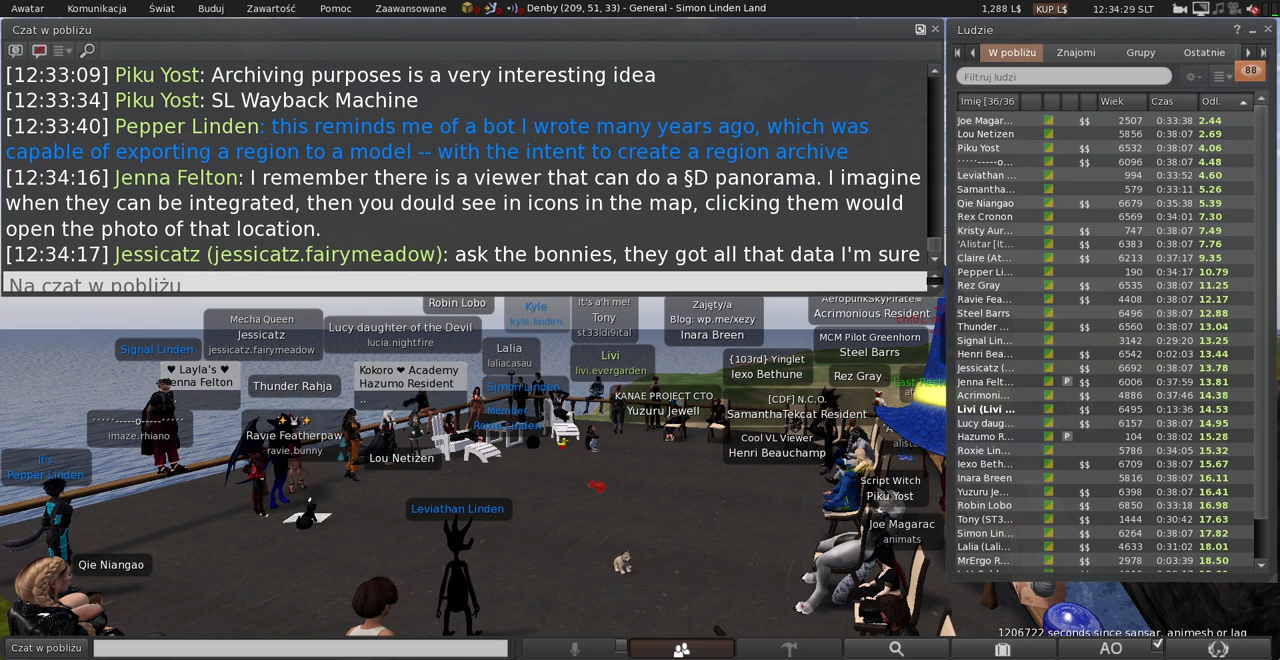 Awatar Komunikacja Świat Buduj Zawartość Pomoc Zaawansowane Denby (209, 51, 33) - General - Simon Linden Land 1,288 L$ KUP L$ 12:34:29 SLT
Czat w pobliżu
[12:33:09] Piku Yost: Archiving purposes is a very interesting idea
[12:33:34] Piku Yost: SL Wayback Machine
[12:33:40] Pepper Linden: this reminds me of a bot I wrote many years ago, which was
capable of exporting a region to a model -- with the intent to create a region archive
[12:34:16] Jenna Felton: I remember there is a viewer that can do a §D panorama. I imagine
when they can be integrated, then you dould see in icons in the map, clicking them would
open the photo of that location.
[12:34:17] Jessicatz (jessicatz.fairymeadow): ask the bonnies, they got all that data I'm sure
Na czat w pobliżu
Ludzie
W pobliżu Znajomi Grupy Ostatnie
Filtruj ludzi
88
Imię [36/36 Wiek Czas Odl.
Joe Magar... $$ 2507 0:33:38 2.44
Lou Netizen 5856 0:38:07 2.69
Piku Yost $$ 6532 0:38:07 4.06
$$ 6096 0:38:07 4.48
Leviathan ... 994 0:33:52 4.60
Samantha... 579 0:33:11 5.26
Qie Niangao $$ 6679 0:35:38 5.39
Rex Cronon 6569 0:34:01 7.30
Kristy Aur... $$ 747 0:38:07 7.49
'Alistar [It... $$ 6383 0:38:07 7.76
Claire (At... $$ 6213 0:37:17 9.35
Pepper Li... 190 0:34:17 10.79
Rez Gray $$ 6535 0:38:07 11.25
Ravie Fea... $$ 4408 0:38:07 12.17
Steel Barrs 6496 0:38:07 12.88
Thunder ... $$ 6560 0:38:07 13.04
Signal Lin... 3142 0:29:20 13.25
Henri Bea... $$ 6542 0:02:03 13.44
Jessicatz (... $$ 6692 0:38:07 13.78
Jenna Felt... P $$ 6006 0:37:59 13.81
Acrimoni... $$ 4886 0:37:46 14.38
Livi (Livi ... $$ 6495 0:13:36 14.53
Lucy daug... $$ 6157 0:38:07 14.95
Hazumo R... P 104 0:38:02 15.28
Roxie Lin... 5786 0:34:05 15.32
Iexo Beth... $$ 6709 0:38:07 15.67
Inara Breen 5816 0:38:07 16.11
Yuzuru Je... $$ 6398 0:38:07 16.41
Robin Lobo $$ 6850 0:33:18 16.98
Tony (ST3... $$ 1444 0:30:42 17.63
Simon Lin... $$ 6264 0:38:07 17.82
Lalia (Lali... $$ 4633 0:31:02 18.01
MrErgo R... $$ 2978 0:03:39 18.50
Robin Lobo
Kyle
kyle.linden
It's a'h me!
Tony
st33ldi9ital
Zajęty/a
Blog: wp.me/xezy
Inara Breen
AeropunkSkyPirate
Acrimonious Resident
Mecha Queen
Jessicatz
jessicatz.fairymeadow
Lucy daughter of the Devil
lucia.nightfire
Signal Linden
Lalia
laliacasau
Livi
livi.evergarden
MCM Pilot Greenhorn
Steel Barrs
♥ Layla's ♥
Jenna Felton
Thunder Rahja
Kokoro ❤ Academy
Hazumo Resident
Simon Linden
{103rd} Yinglet
Iexo Bethune
Rez Gray
KANAE PROJECT CTO
Yuzuru Jewell
[CDF] N.C.O.
SamanthaTekcat Resident
Member
Roxie Linden
imaze.rhiano
Ravie Featherpaw
ravie.bunny
Lou Netizen
Cool VL Viewer
Henri Beauchamp
It's
Pepper Linden
Script Witch
Piku Yost
Leviathan Linden
Joe Magarac
animats
Qie Niangao
1206722 seconds since sansar, animesh or lag
Czat w pobliżu AO